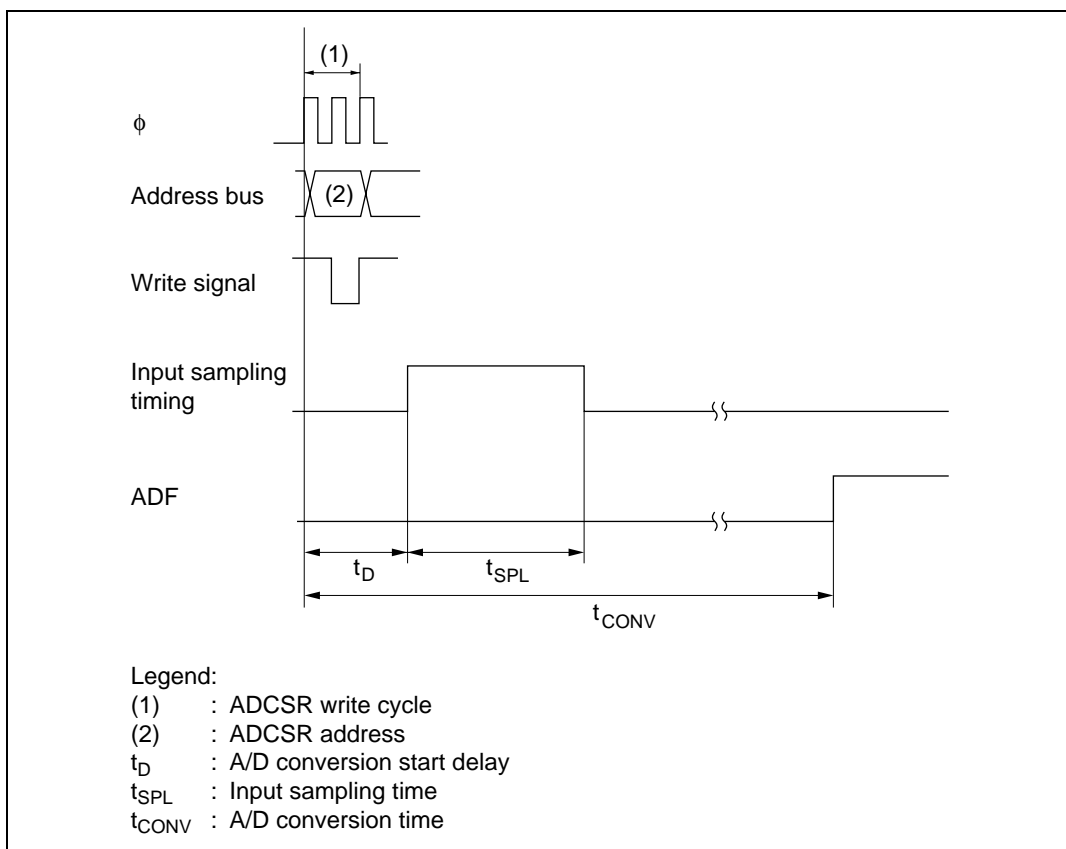 (1)
ϕ
Address bus
(2)
Write signal
Input sampling
timing
ADF
tD
tSPL
tCONV
Legend:
(1) : ADCSR write cycle
(2) : ADCSR address
tD : A/D conversion start delay
tSPL : Input sampling time
tCONV : A/D conversion time